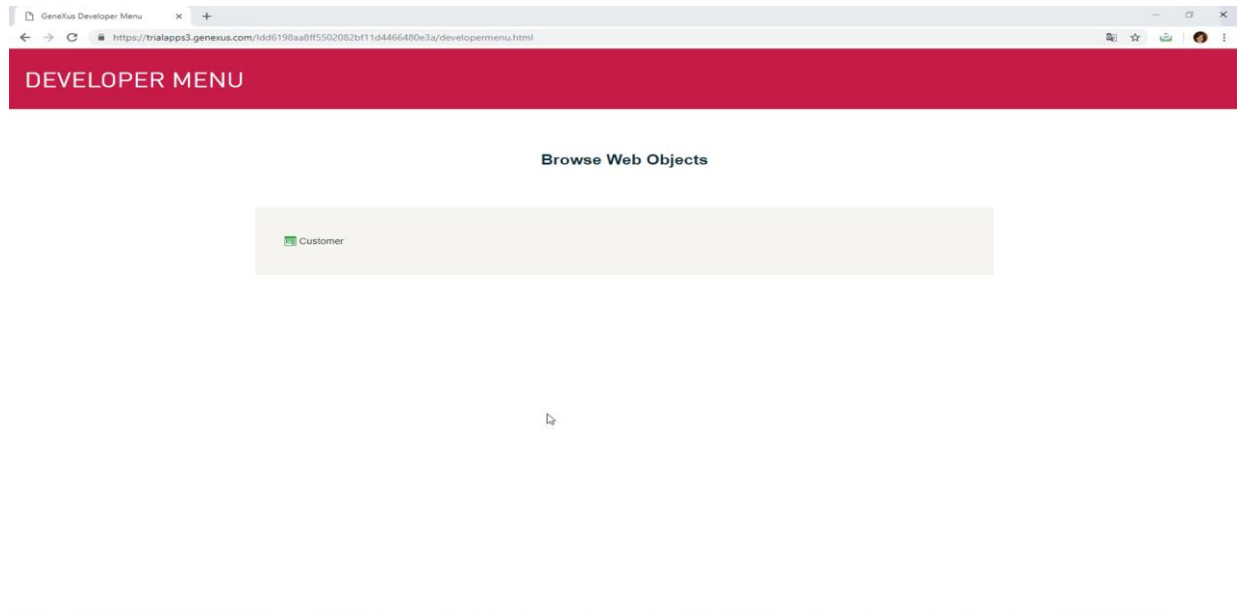 GeneXus Developer Menu
https://trialapps3.genexus.com/Idd6198aa8ff5502082bf11d4466480e3a/developermenu.html
DEVELOPER MENU
Browse Web Objects
Customer